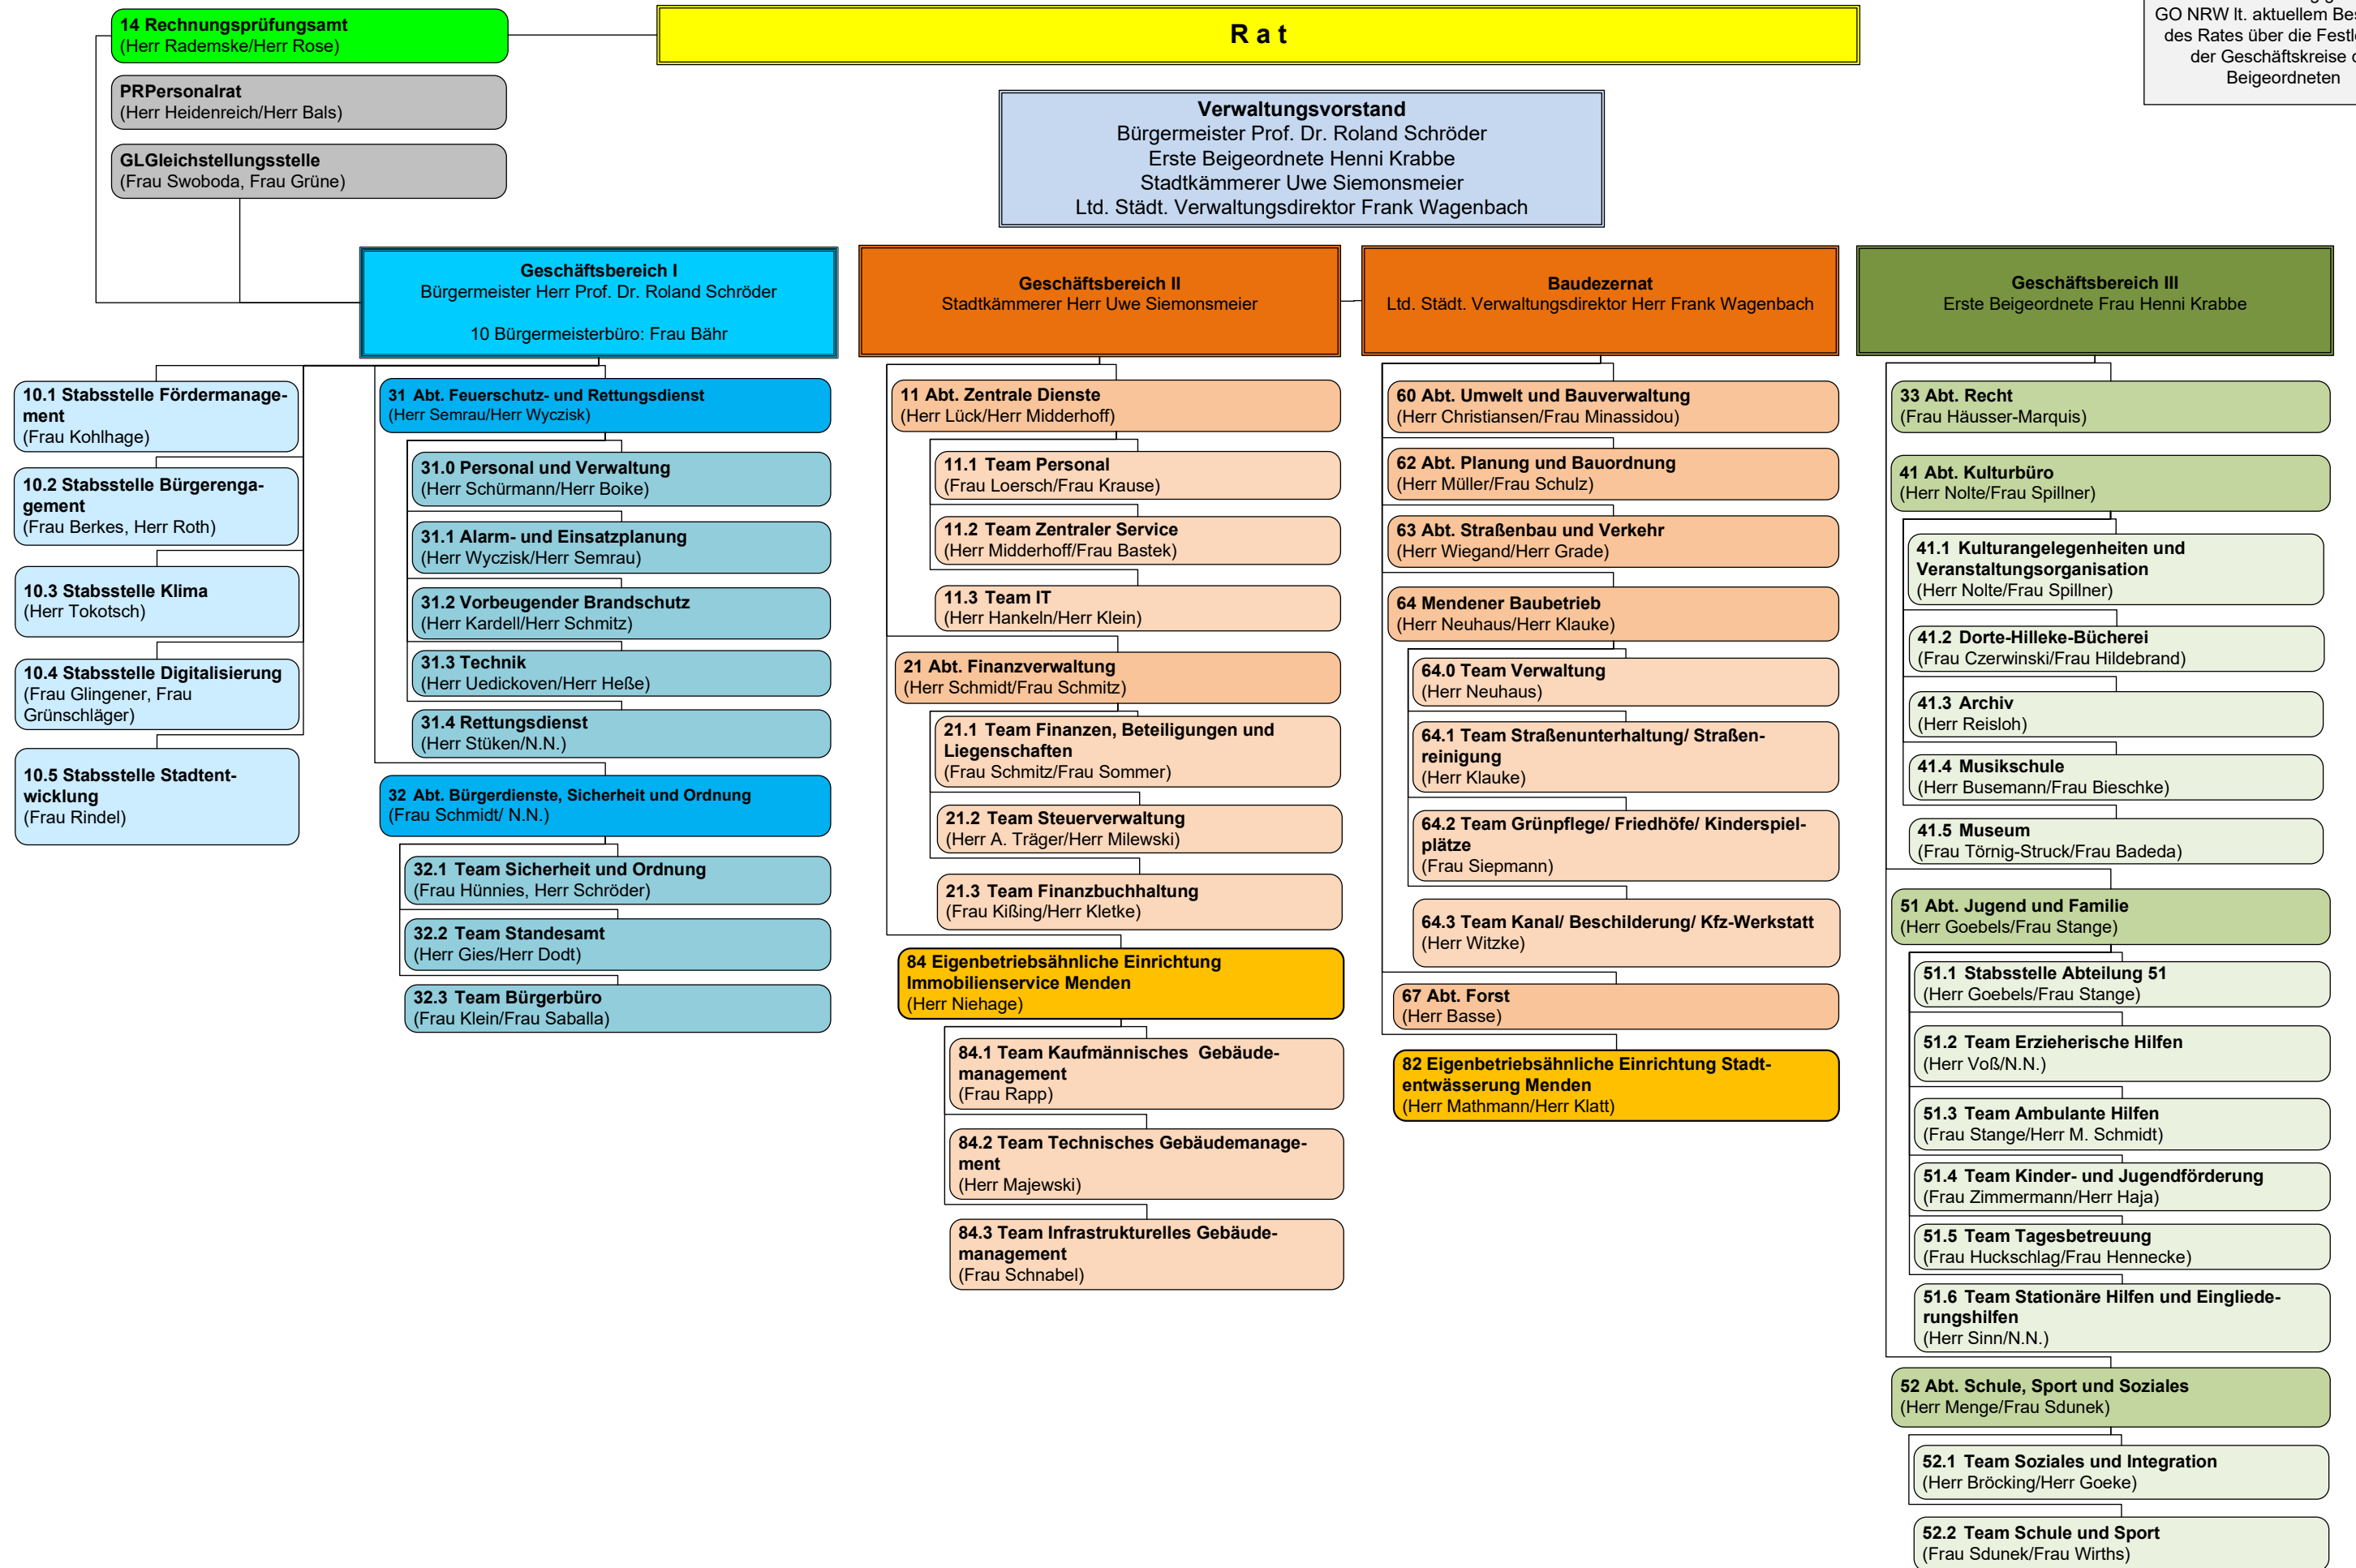 14 Rechnungsprüfungsamt
(Herr Rademske/Herr Rose)
R a t
GO NRW lt. aktuellem
des Rates über die
der Geschäftskreise
Beigeordneten
PRPersonalrat
(Herr Heidenreich/Herr Bals)
GLGleichstellungsstelle
(Frau Swoboda, Frau Grüne)
Verwaltungsvorstand
Bürgermeister Prof. Dr. Roland Schröder
Erste Beigeordnete Henni Krabbe
Stadtkämmerer Uwe Siemonsmeier
Ltd. Städt. Verwaltungsdirektor Frank Wagenbach
Geschäftsbereich I
Bürgermeister Herr Prof. Dr. Roland Schröder
10 Bürgermeisterbüro: Frau Bähr
10.1 Stabsstelle Fördermanage-
ment
(Frau Kohlhage)
10.2 Stabsstelle Bürgerenga-
gement
(Frau Berkes, Herr Roth)
10.3 Stabsstelle Klima
(Herr Tokotsch)
10.4 Stabsstelle Digitalisierung
(Frau Glingener, Frau
Grünschläger)
10.5 Stabsstelle Stadtent-
wicklung
(Frau Rindel)
31 Abt. Feuerschutz- und Rettungsdienst
(Herr Semrau/Herr Wyczisk)
31.0 Personal und Verwaltung
(Herr Schürmann/Herr Boike)
31.1 Alarm- und Einsatzplanung
(Herr Wyczisk/Herr Semrau)
31.2 Vorbeugender Brandschutz
(Herr Kardell/Herr Schmitz)
31.3 Technik
(Herr Uedickoven/Herr Heße)
31.4 Rettungsdienst
(Herr Stüken/N.N.)
32 Abt. Bürgerdienste, Sicherheit und Ordnung
(Frau Schmidt/ N.N.)
32.1 Team Sicherheit und Ordnung
(Frau Hünnies, Herr Schröder)
32.2 Team Standesamt
(Herr Gies/Herr Dodt)
32.3 Team Bürgerbüro
(Frau Klein/Frau Saballa)
Geschäftsbereich II
Stadtkämmerer Herr Uwe Siemonsmeier
11 Abt. Zentrale Dienste
(Herr Lück/Herr Midderhoff)
11.1 Team Personal
(Frau Loersch/Frau Krause)
11.2 Team Zentraler Service
(Herr Midderhoff/Frau Bastek)
11.3 Team IT
(Herr Hankeln/Herr Klein)
21 Abt. Finanzverwaltung
(Herr Schmidt/Frau Schmitz)
21.1 Team Finanzen, Beteiligungen und
Liegenschaften
(Frau Schmitz/Frau Sommer)
21.2 Team Steuerverwaltung
(Herr A. Träger/Herr Milewski)
21.3 Team Finanzbuchhaltung
(Frau Kißing/Herr Kletke)
84 Eigenbetriebsähnliche Einrichtung
Immobilienservice Menden
(Herr Niehage)
84.1 Team Kaufmännisches Gebäude-
management
(Frau Rapp)
84.2 Team Technisches Gebäudemanage-
ment
(Herr Majewski)
84.3 Team Infrastrukturelles Gebäude-
management
(Frau Schnabel)
Baudezernat
Ltd. Städt. Verwaltungsdirektor Herr Frank Wagenbach
60 Abt. Umwelt und Bauverwaltung
(Herr Christiansen/Frau Minassidou)
62 Abt. Planung und Bauordnung
(Herr Müller/Frau Schulz)
63 Abt. Straßenbau und Verkehr
(Herr Wiegand/Herr Grade)
64 Mendener Baubetrieb
(Herr Neuhaus/Herr Klauke)
64.0 Team Verwaltung
(Herr Neuhaus)
64.1 Team Straßenunterhaltung/ Straßen-
reinigung
(Herr Klauke)
64.2 Team Grünpflege/ Friedhöfe/ Kinderspiel-
plätze
(Frau Siepmann)
64.3 Team Kanal/ Beschilderung/ Kfz-Werkstatt
(Herr Witzke)
67 Abt. Forst
(Herr Basse)
82 Eigenbetriebsähnliche Einrichtung Stadt-
entwässerung Menden
(Herr Mathmann/Herr Klatt)
Geschäftsbereich III
Erste Beigeordnete Frau Henni Krabbe
33 Abt. Recht
(Frau Häusser-Marquis)
41 Abt. Kulturbüro
(Herr Nolte/Frau Spillner)
41.1 Kulturangelegenheiten und
Veranstaltungsorganisation
(Herr Nolte/Frau Spillner)
41.2 Dorte-Hilleke-Bücherei
(Frau Czerwinski/Frau Hildebrand)
41.3 Archiv
(Herr Reisloh)
41.4 Musikschule
(Herr Busemann/Frau Bieschke)
41.5 Museum
(Frau Törnig-Struck/Frau Badeda)
51 Abt. Jugend und Familie
(Herr Goebels/Frau Stange)
51.1 Stabsstelle Abteilung 51
(Herr Goebels/Frau Stange)
51.2 Team Erzieherische Hilfen
(Herr Voß/N.N.)
51.3 Team Ambulante Hilfen
(Frau Stange/Herr M. Schmidt)
51.4 Team Kinder- und Jugendförderung
(Frau Zimmermann/Herr Haja)
51.5 Team Tagesbetreuung
(Frau Huckschlag/Frau Hennecke)
51.6 Team Stationäre Hilfen und Eingliede-
rungshilfen
(Herr Sinn/N.N.)
52 Abt. Schule, Sport und Soziales
(Herr Menge/Frau Sdunek)
52.1 Team Soziales und Integration
(Herr Bröcking/Herr Goeke)
52.2 Team Schule und Sport
(Frau Sdunek/Frau Wirths)